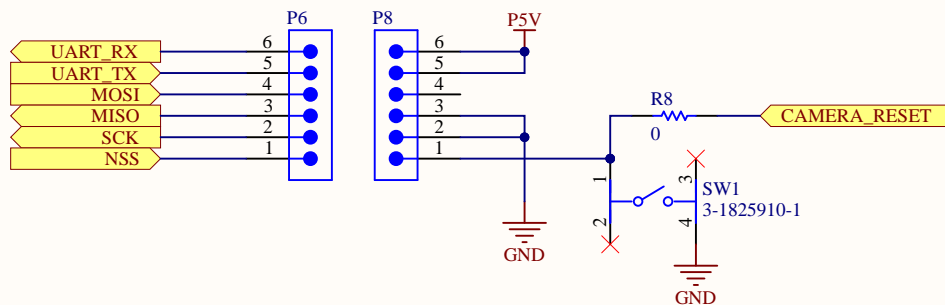 P6
P8
P5V
UART_RX 6 6
UART_TX 5 5
MOSI 4 4
MISO 3 3
SCK 2 2
NSS 1 1
R8
0
CAMERA_RESET
1
2
3
4
SW1
3-1825910-1
GND
GND